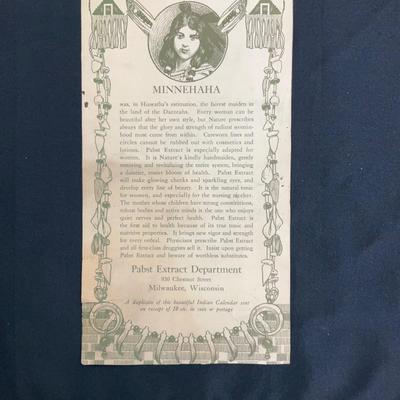 MINNEHAHA
was, in Hiawatha's estimation, the fairest maiden in
the land of the Dacotahs. Every woman can be
beautiful after her own style, but Nature prescribes
always that the glory and strength of radiant woman-
hood must come from within. Careworn lines and
circles cannot be rubbed out with cosmetics and
lotions. Pabst Extract is especially adapted for
women. It is Nature's kindly handmaiden, gently
restoring and revitalizing the entire system, bringing
a daintier, rosier bloom of health. Pabst Extract
will make glowing cheeks and sparkling eyes, and
develop every line of beauty. It is the natural tonic
for women, and especially for the nursing mother.
The mother whose children have strong constitutions,
robust bodies and active minds is the one who enjoys
quiet nerves and perfect health. Pabst Extract is
the first aid to health because of its true tonic and
nutritive properties. It brings new vigor and strength
for every ordeal. Physicians prescribe Pabst Extract
and all first-class druggists sell it. Insist upon getting
Pabst Extract and beware of worthless substitutes.
Pabst Extract Department
Chestnut Street
Milwaukee, Wisconsin
A duplicate of this beautiful Indian Calendar sent
on receipt of 10 cts. in coin or postage